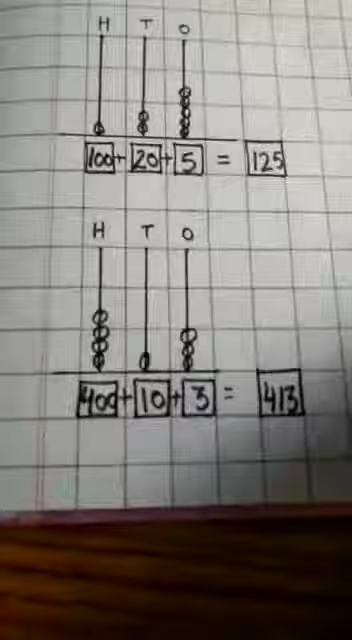 H T O
100 + 20 + 5 = 125
H T O
400 + 10 + 3 = 413